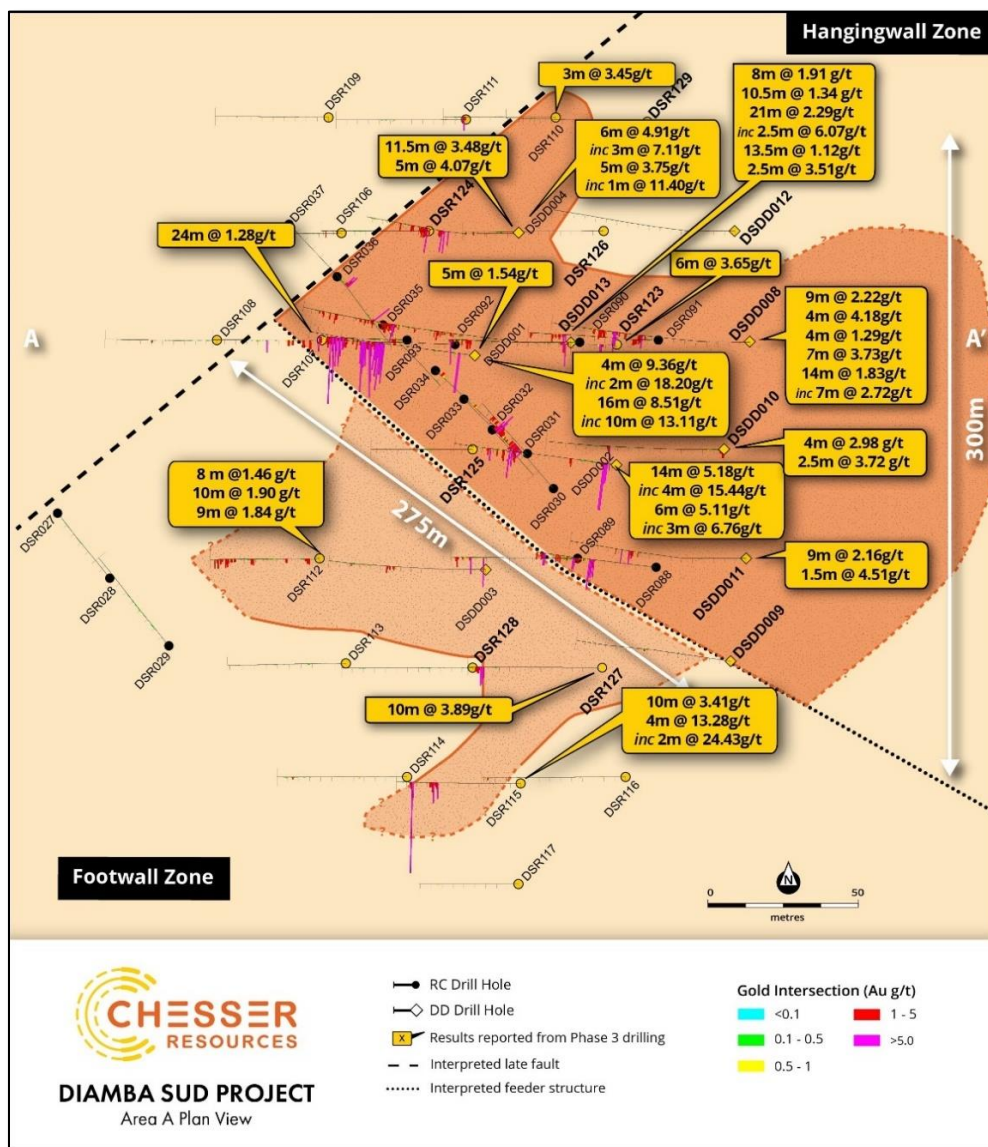 Hangingwall Zone
DSR109
DSR111
3m @ 3.45g/t
DSR110
DSR129
8m @ 1.91 g/t
10.5m @ 1.34 g/t
21m @ 2.29g/t
inc 2.5m @ 6.07g/t
13.5m @ 1.12g/t
2.5m @ 3.51g/t
11.5m @ 3.48g/t
5m @ 4.07g/t
6m @ 4.91g/t
inc 3m @ 7.11g/t
5m @ 3.75g/t
inc 1m @ 11.40g/t
DSR037
DSR106
DSR124
DSDD004
DSR126
DSDD012
24m @ 1.28g/t
DSR036
5m @ 1.54g/t
6m @ 3.65g/t
DSR108
DSR035
DSR092
DSDD013
DSR090
DSR123
DSR091
DSDD008
9m @ 2.22g/t
4m @ 4.18g/t
4m @ 1.29g/t
7m @ 3.73g/t
14m @ 1.83g/t
inc 7m @ 2.72g/t
A
A'
DSR093
DSDD001
4m @ 9.36g/t
inc 2m @ 18.20g/t
16m @ 8.51g/t
inc 10m @ 13.11g/t
DSR034
DSR033
DSR032
DSR031
DSDD010
300m
4m @ 2.98 g/t
2.5m @ 3.72 g/t
DSR125
DSDD002
14m @ 5.18g/t
inc 4m @ 15.44g/t
6m @ 5.11g/t
inc 3m @ 6.76g/t
DSR030
8 m @1.46 g/t
10m @ 1.90 g/t
9m @ 1.84 g/t
275m
DSR027
DSR028
DSR029
DSR112
DSDD003
DSR089
DSR088
DSDD011
9m @ 2.16g/t
1.5m @ 4.51g/t
DSDD009
DSR113
DSR128
DSR127
10m @ 3.89g/t
10m @ 3.41g/t
4m @ 13.28g/t
inc 2m @ 24.43g/t
DSR114
DSR115
DSR116
DSR117
Footwall Zone
N
0 50
metres
CHESSER
RESOURCES
DIAMBA SUD PROJECT
Area A Plan View
RC Drill Hole
DD Drill Hole
X Results reported from Phase 3 drilling
Interpreted late fault
Interpreted feeder structure
Gold Intersection (Au g/t)
<0.1
0.1 - 0.5
0.5 - 1
1 - 5
>5.0